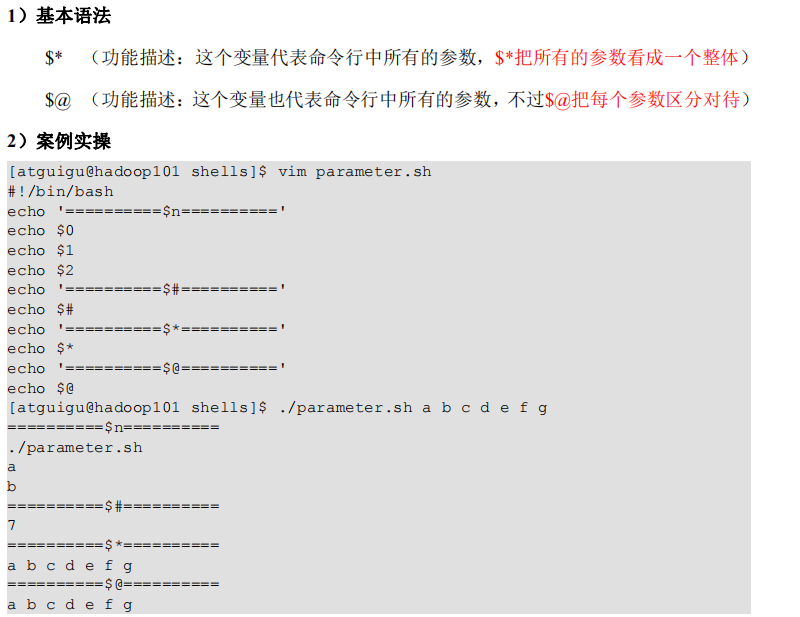 1）基本语法
$* （功能描述：这个变量代表命令行中所有的参数，$*把所有的参数看成一个整体）
$@ （功能描述：这个变量也代表命令行中所有的参数，不过$@把每个参数区分对待）
2）案例实操
[atguigu@hadoop101 shells]$ vim parameter.sh
#!/bin/bash
echo '==========$n=========='
echo $0
echo $1
echo $2
echo '==========$#=========='
echo $#
echo '==========$*=========='
echo $*
echo '==========$@=========='
echo $@
[atguigu@hadoop101 shells]$ ./parameter.sh a b c d e f g
==========$n==========
./parameter.sh
a
b
==========$#==========
7
==========$*==========
a b c d e f g
==========$@==========
a b c d e f g